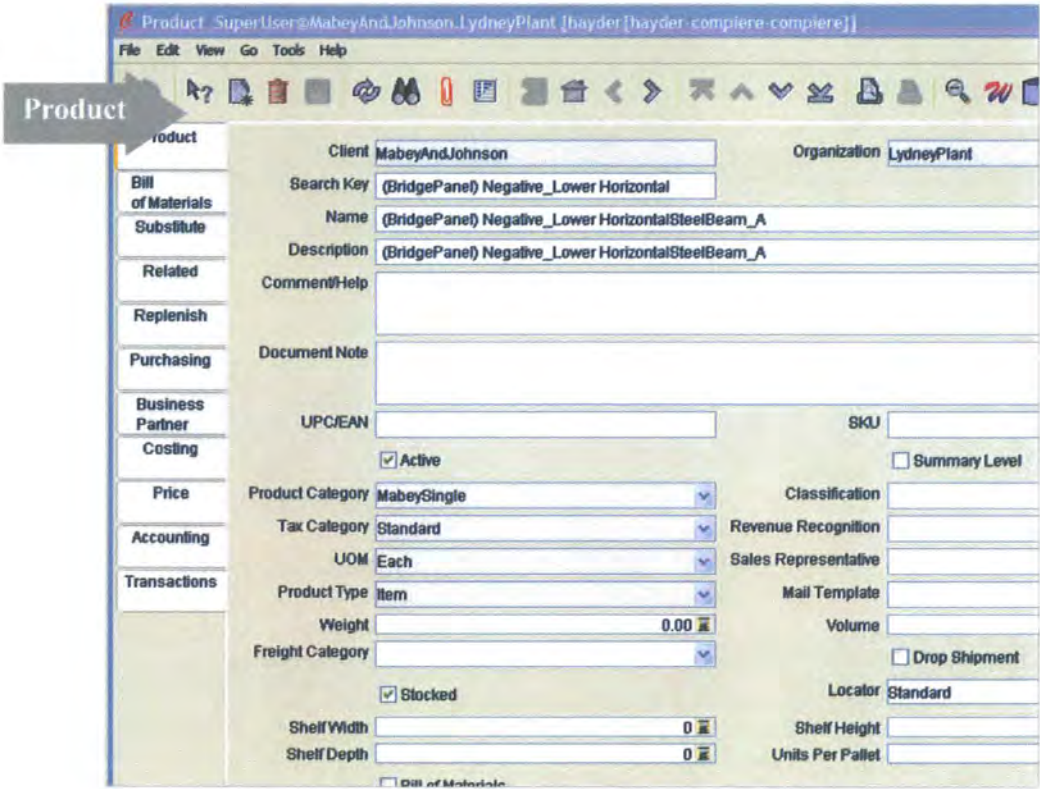 Product SuperUser@MabeyAndJohnson.LydneyPlant [hayder[hayder-compiere-compiere]]
File Edit View Go Tools Help
Product
Product
Client MabeyAndJohnson Organization LydneyPlant
Bill
of Materials
Search Key (BridgePanel) Negative_Lower Horizontal
Substitute
Name (BridgePanel) Negative_Lower HorizontalSteelBeam_A
Description (BridgePanel) Negative_Lower HorizontalSteelBeam_A
Related
Comment/Help
Replenish
Purchasing
Document Note
Business
Partner
UPC/EAN SKU
Costing
Active Summary Level
Price
Product Category MabeySingle Classification
Accounting
Tax Category Standard Revenue Recognition
UOM Each Sales Representative
Transactions
Product Type Item Mail Template
Weight 0.00 Volume
Freight Category Drop Shipment
Stocked Locator Standard
Shelf Width 0 Shelf Height
Shelf Depth 0 Units Per Pallet
Bill of Materials